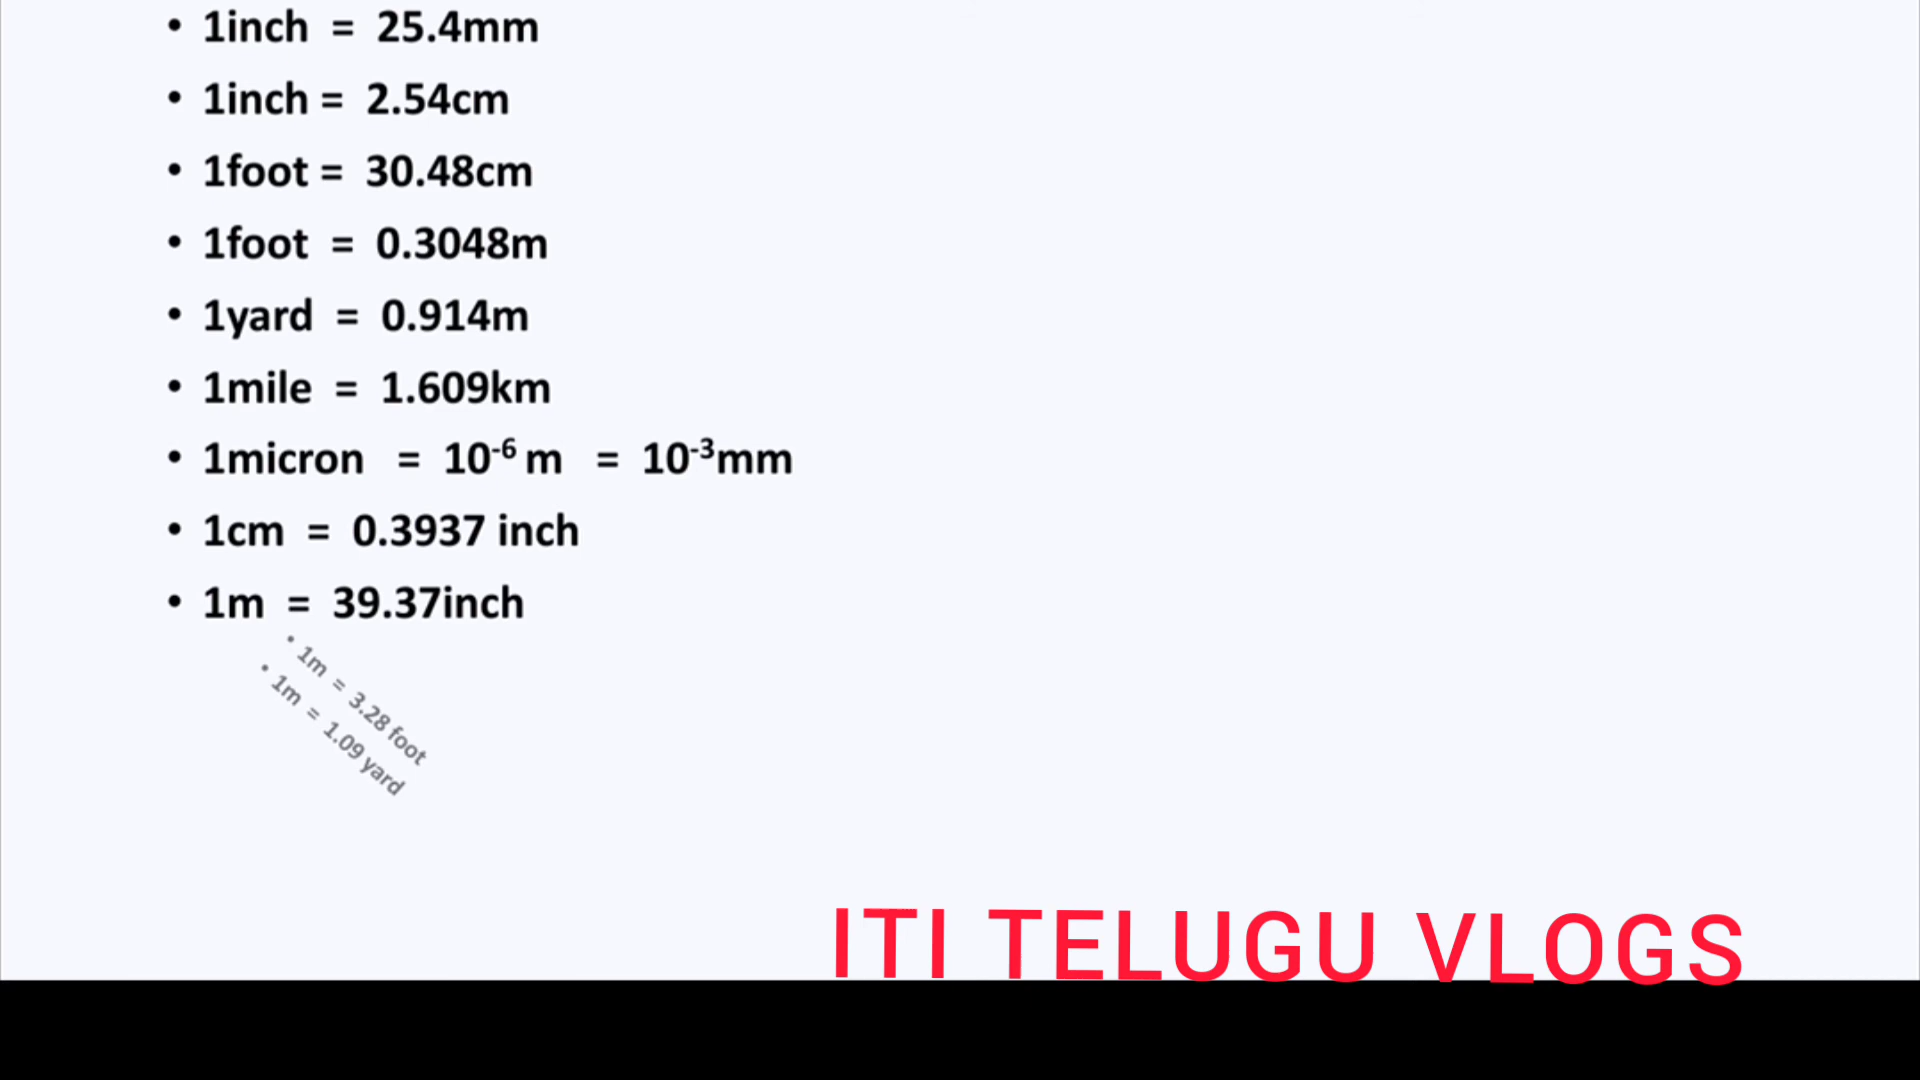 • 1inch = 25.4mm
• 1inch = 2.54cm
• 1foot = 30.48cm
• 1foot = 0.3048m
• 1yard = 0.914m
• 1mile = 1.609km
• 1micron = 10⁻⁶ m = 10⁻³mm
• 1cm = 0.3937 inch
• 1m = 39.37inch
• 1m = 3.28 foot
• 1m = 1.09 yard
ITI TELUGU VLOGS